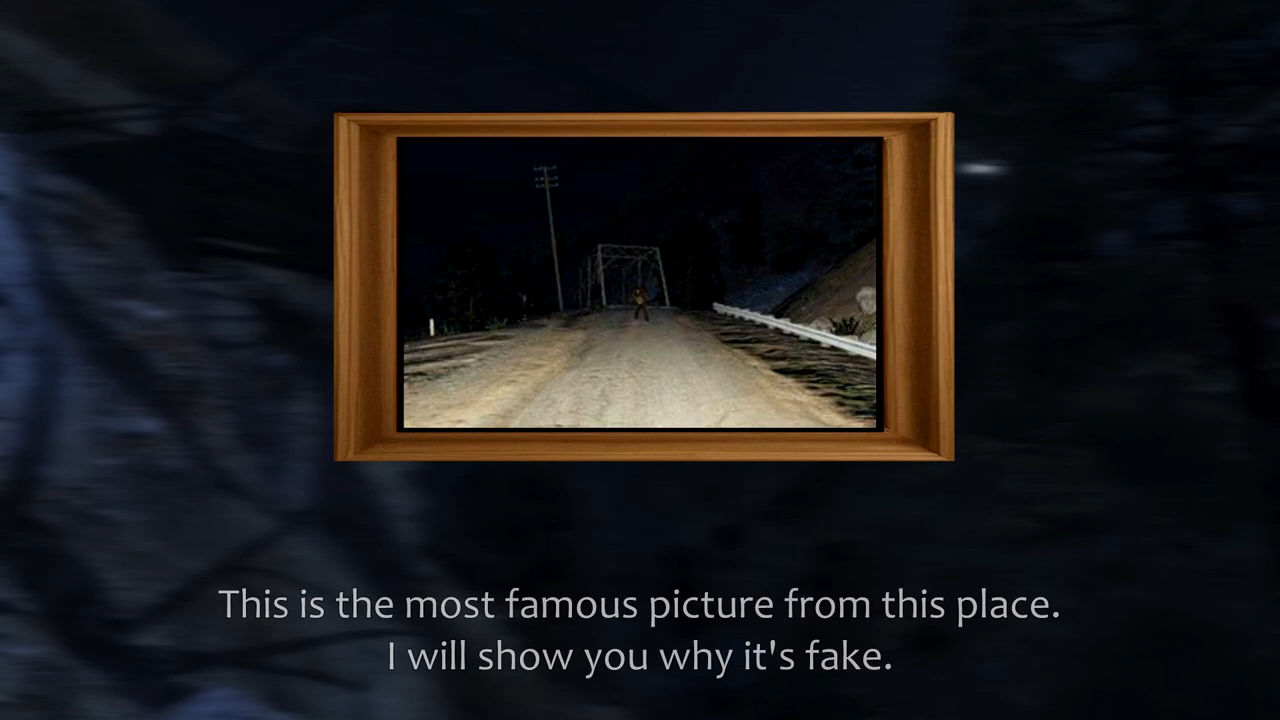 This is the most famous picture from this place.
I will show you why it's fake.